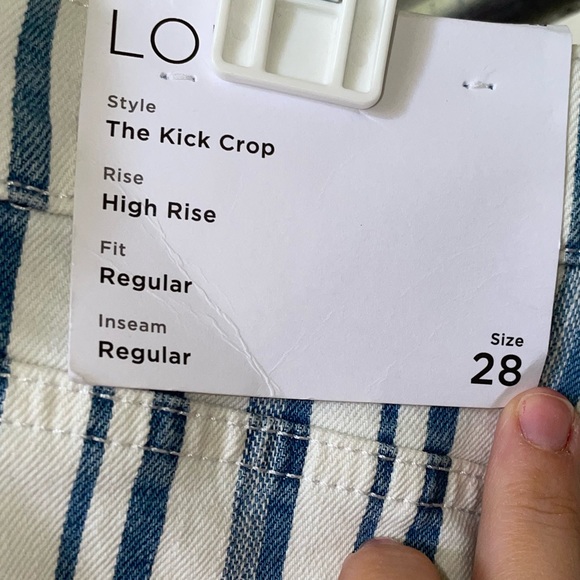 LO
Style
The Kick Crop
Rise
High Rise
Fit
Regular
Inseam
Regular
Size
28